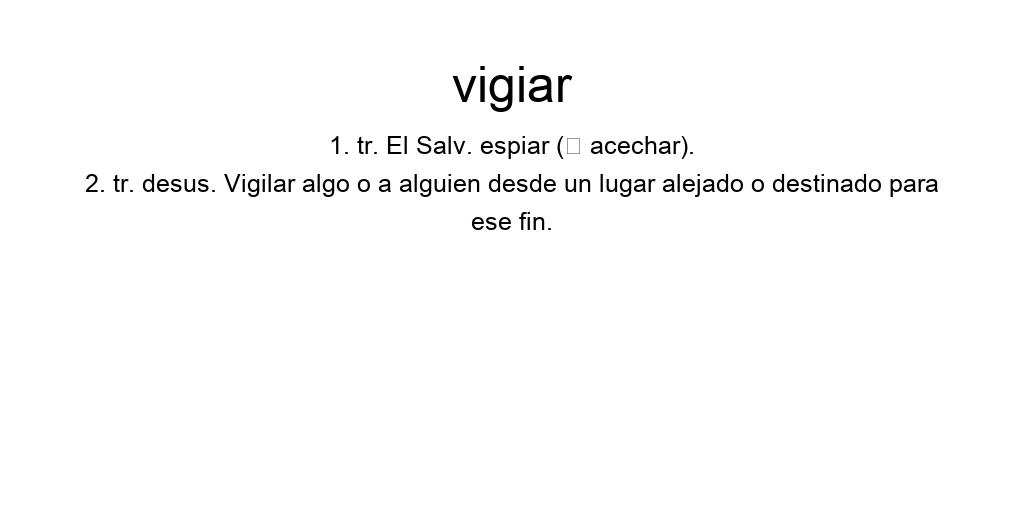 vigiar
1. tr. El Salv. espiar (□ acechar).
2. tr. desus. Vigilar algo o a alguien desde un lugar alejado o destinado para
ese fin.